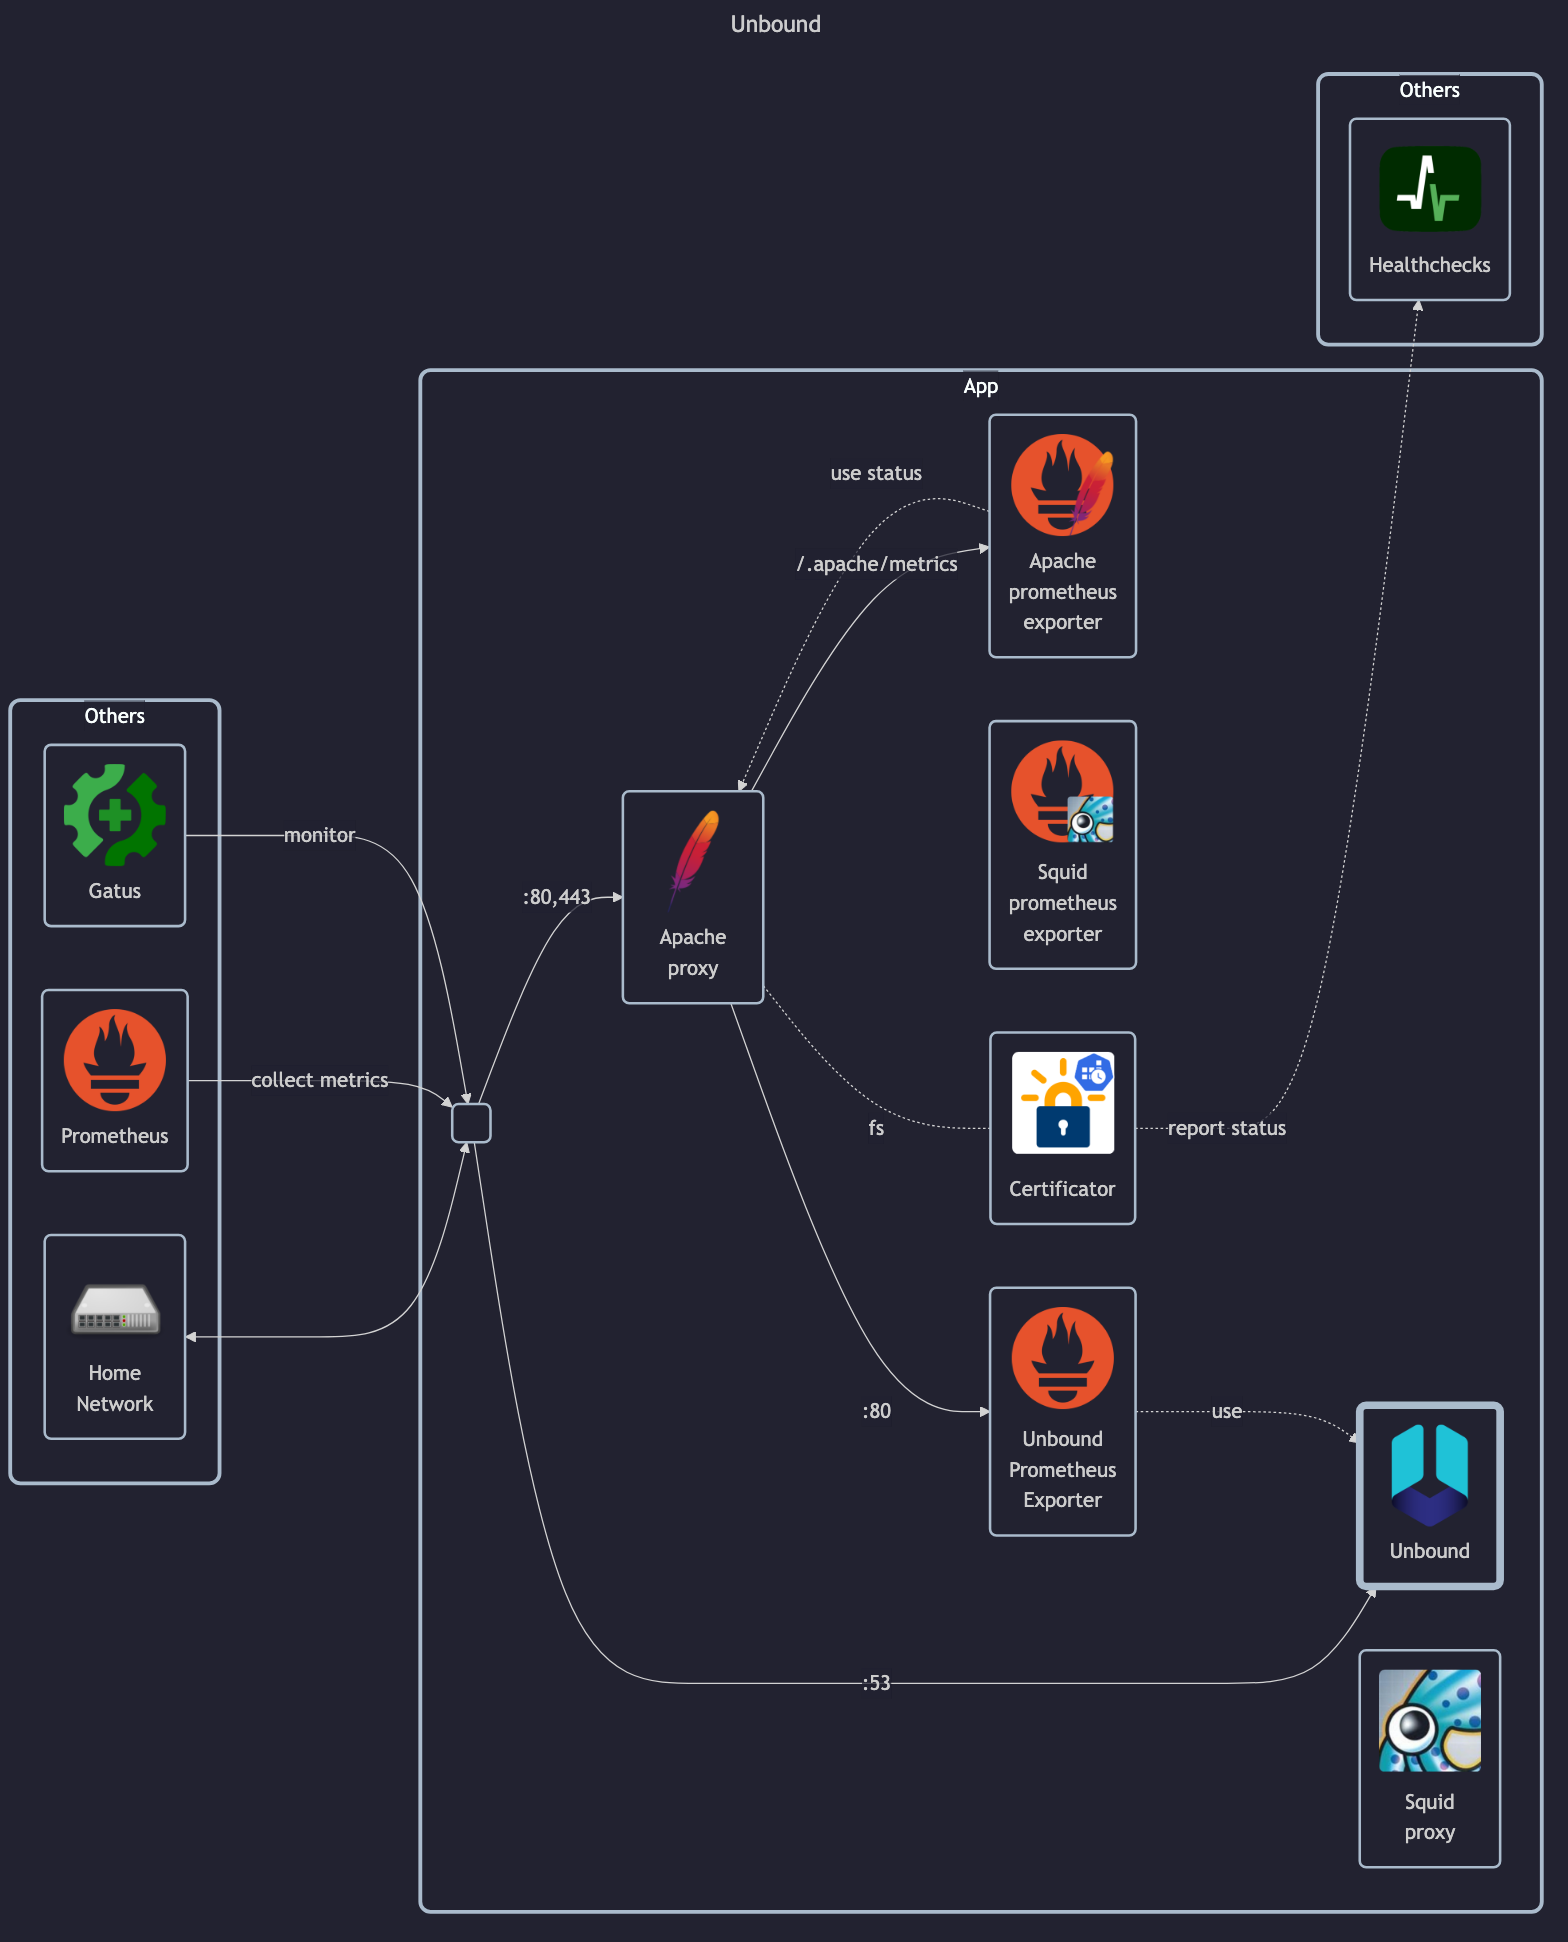 Unbound
Others
Healthchecks
App
use status
/.apache/metrics
Apache
prometheus
exporter
Others
Gatus
monitor
:80,443
Apache
proxy
Squid
prometheus
exporter
Prometheus
collect metrics
fs
Certificator
report status
Home
Network
:80
Unbound
Prometheus
Exporter
use
Unbound
:53
Squid
proxy